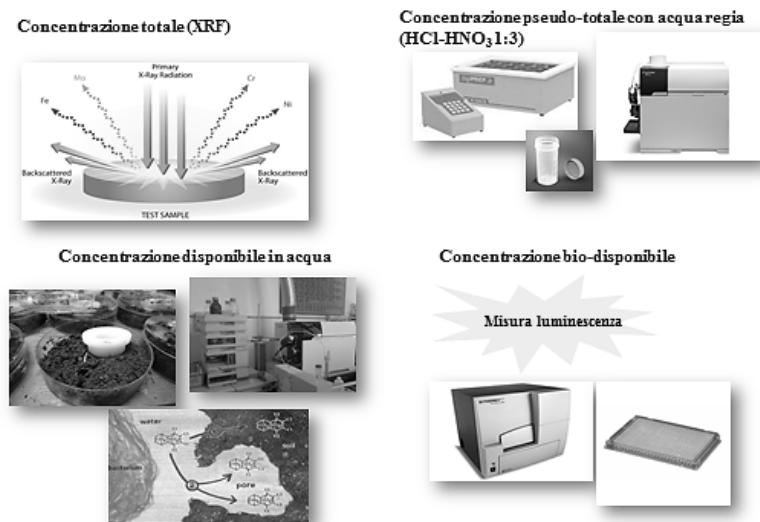 Concentrazione totale (XRF)
Primary
X-Ray Radiation
Mo
Cr
Fe
Ni
Backscattered
X-Ray
Backscattered
X-Ray
TEST SAMPLE
Concentrazione pseudo-totale con acqua regia
(HCl-HNO₃ 1:3)
Concentrazione disponibile in acqua
water
soil
bacterium
pore
2
Concentrazione bio-disponibile
Misura luminescenza